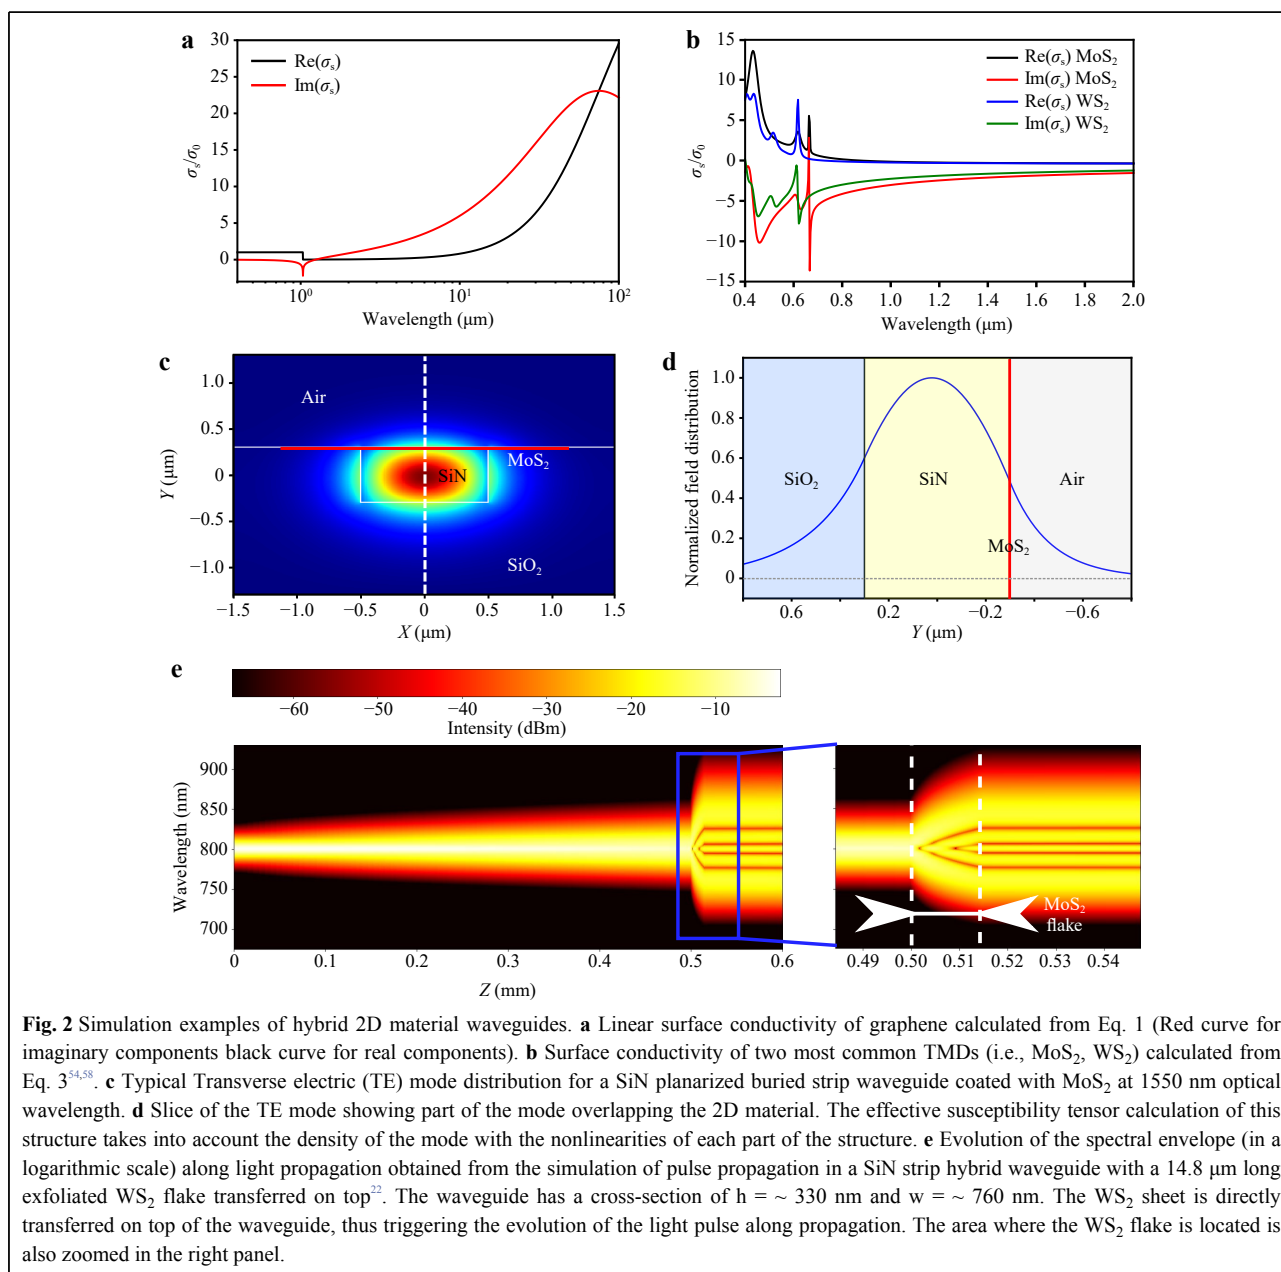 a
30
25
20
15
10
5
0
σs/σ0
Re(σs)
Im(σs)
10⁰
10¹
10²
Wavelength (μm)
b
15
10
5
0
−5
−10
−15
σs/σ0
Re(σs) MoS₂
Im(σs) MoS₂
Re(σs) WS₂
Im(σs) WS₂
0.4 0.6 0.8 1.0 1.2 1.4 1.6 1.8 2.0
Wavelength (μm)
c
1.0
0.5
0
−0.5
−1.0
Y (μm)
Air
MoS₂
SiN
SiO₂
−1.5 −1.0 −0.5 0 0.5 1.0 1.5
X (μm)
d
1.0
0.8
0.6
0.4
0.2
0
Normalized field distribution
SiO₂
SiN
Air
MoS₂
0.6 0.2 −0.2 −0.6
Y (μm)
e
−60 −50 −40 −30 −20 −10
Intensity (dBm)
900
850
800
750
700
Wavelength (nm)
0 0.1 0.2 0.3 0.4 0.5 0.6
Z (mm)
MoS₂
flake
0.49 0.50 0.51 0.52 0.53 0.54
Fig. 2 Simulation examples of hybrid 2D material waveguides. a Linear surface conductivity of graphene calculated from Eq. 1 (Red curve for
imaginary components black curve for real components). b Surface conductivity of two most common TMDs (i.e., MoS₂, WS₂) calculated from
Eq. 3⁵⁴,⁵⁸. c Typical Transverse electric (TE) mode distribution for a SiN planarized buried strip waveguide coated with MoS₂ at 1550 nm optical
wavelength. d Slice of the TE mode showing part of the mode overlapping the 2D material. The effective susceptibility tensor calculation of this
structure takes into account the density of the mode with the nonlinearities of each part of the structure. e Evolution of the spectral envelope (in a
logarithmic scale) along light propagation obtained from the simulation of pulse propagation in a SiN strip hybrid waveguide with a 14.8 μm long
exfoliated WS₂ flake transferred on top²². The waveguide has a cross-section of h = ~ 330 nm and w = ~ 760 nm. The WS₂ sheet is directly
transferred on top of the waveguide, thus triggering the evolution of the light pulse along propagation. The area where the WS₂ flake is located is
also zoomed in the right panel.